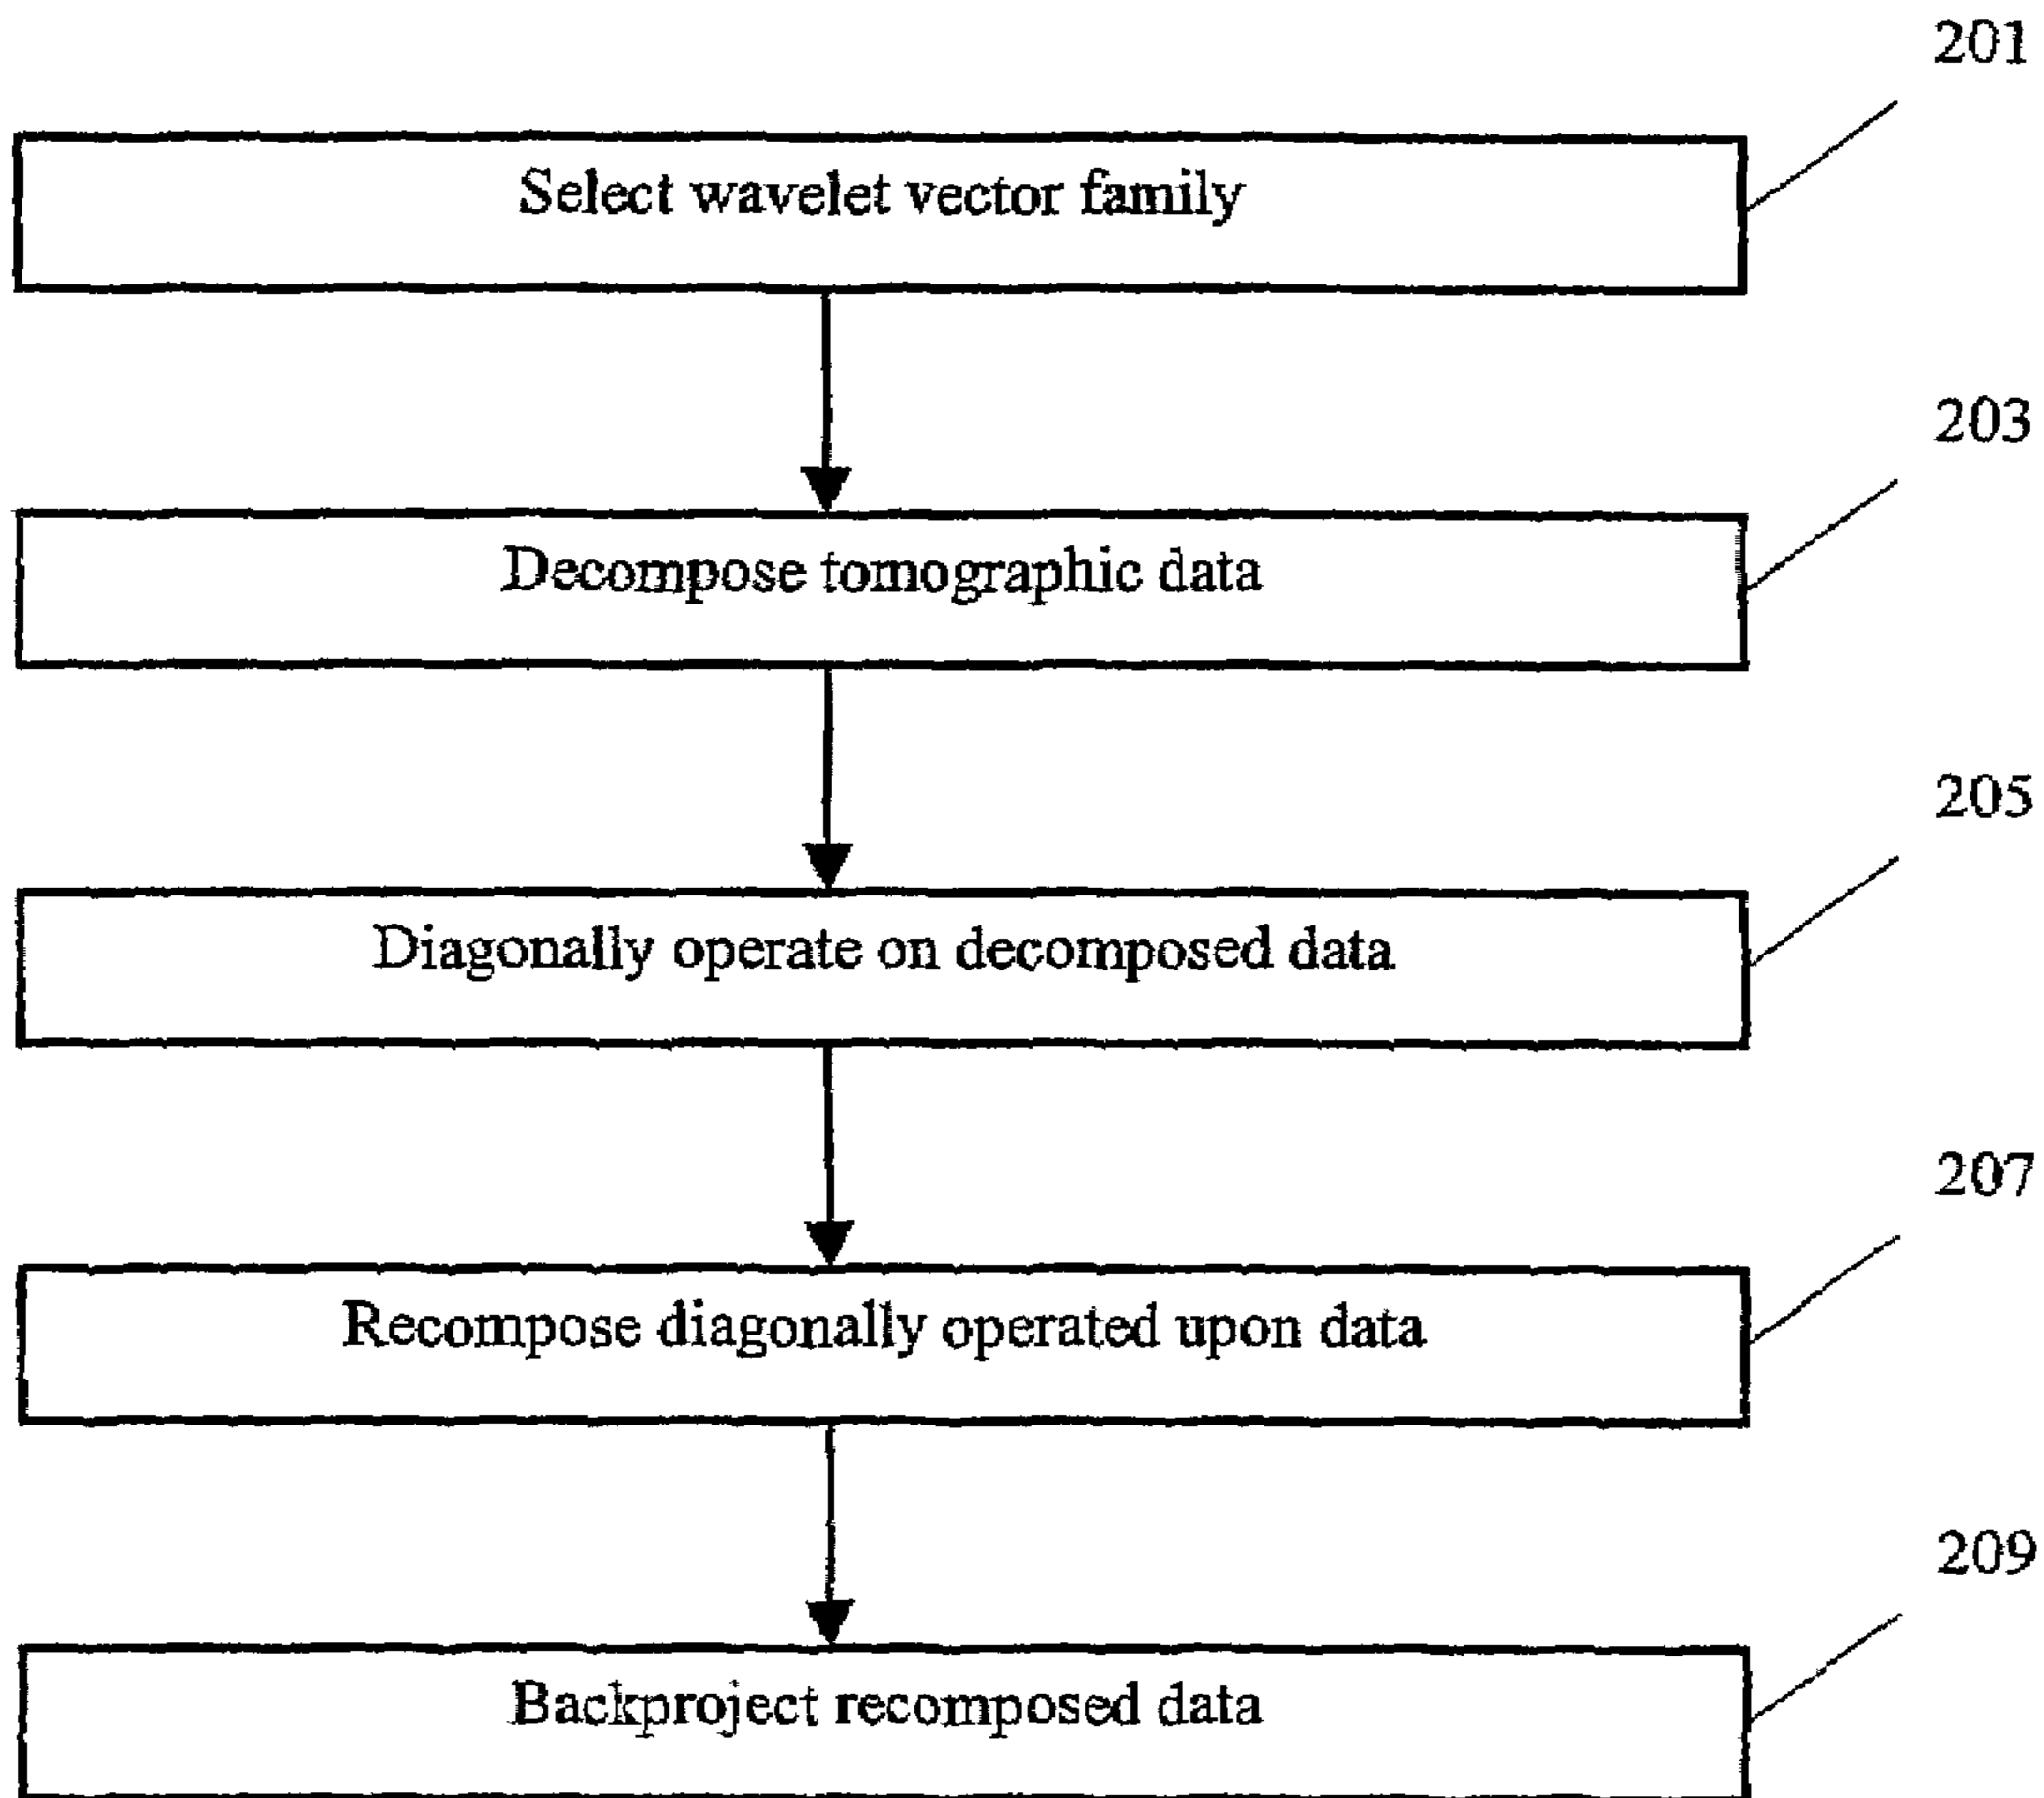 201
Select wavelet vector family
203
Decompose tomographic data
205
Diagonally operate on decomposed data
207
Recompose diagonally operated upon data
209
Backproject recomposed data